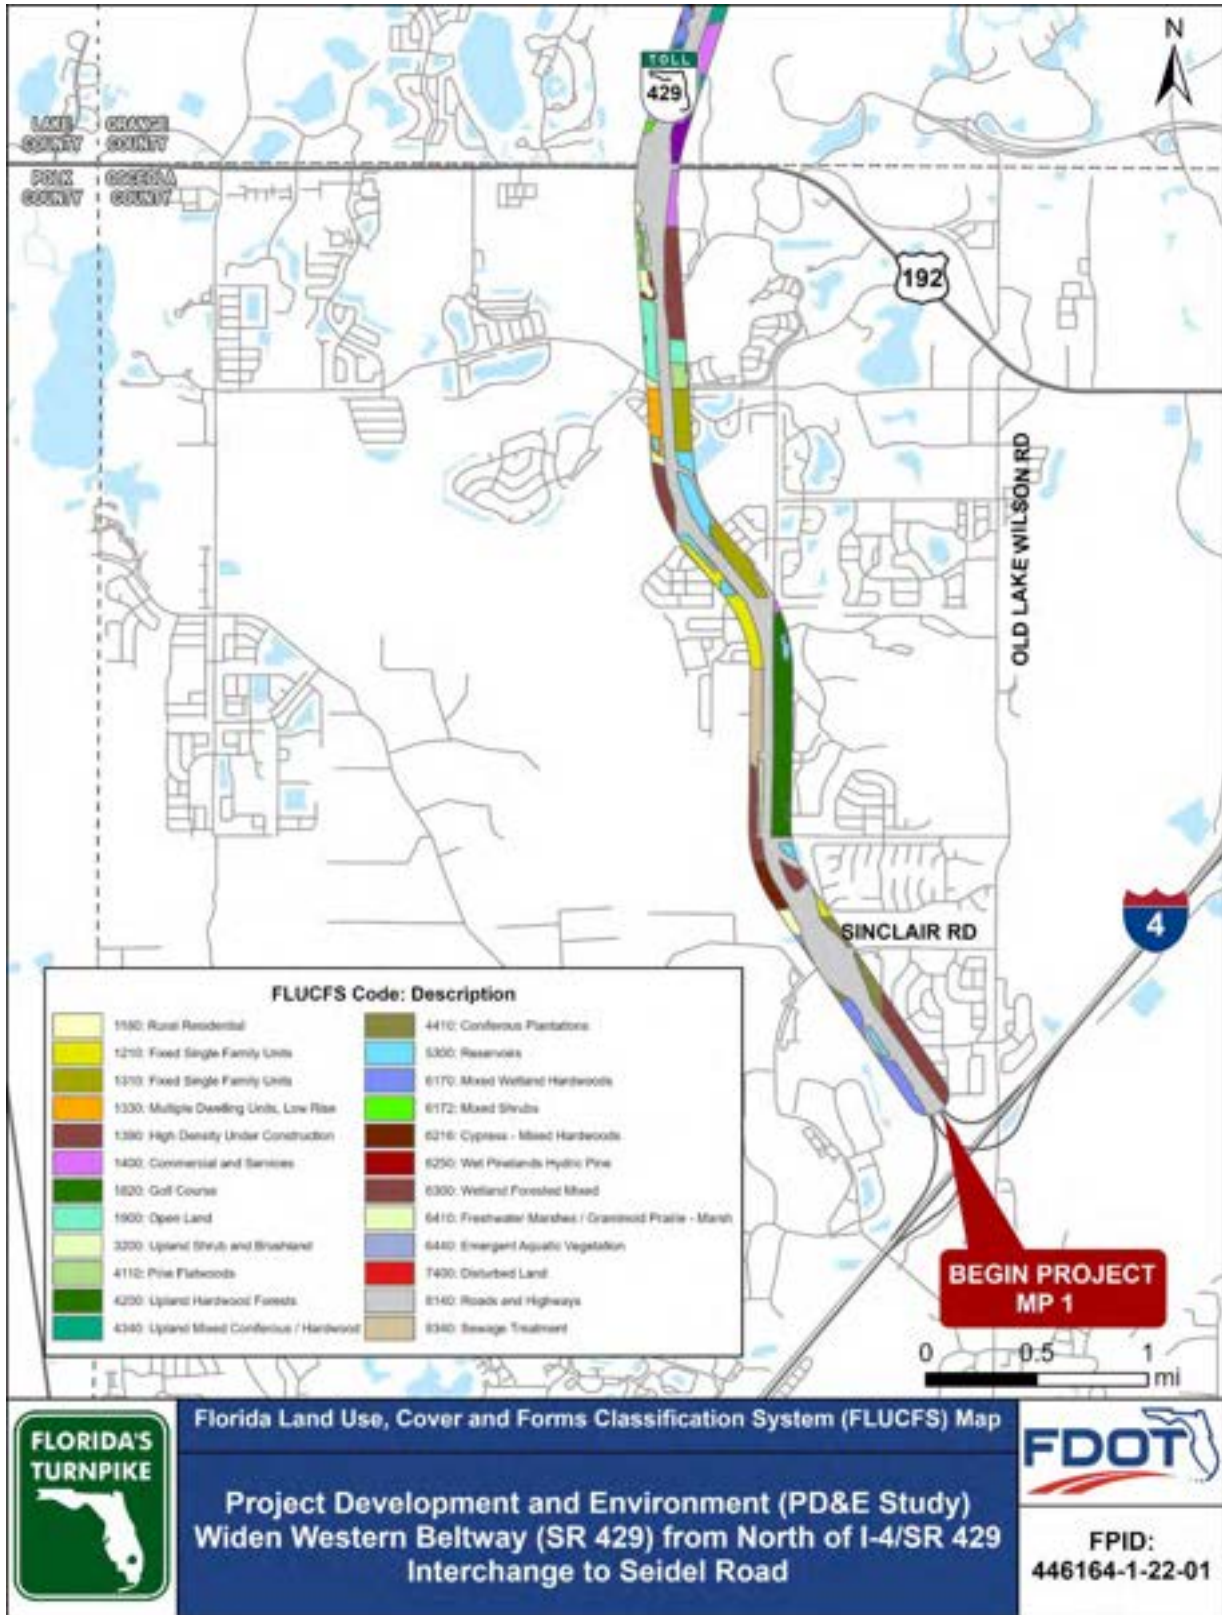 N
TOLL
429
LAKE
COUNTY
ORANGE
COUNTY
POLK
COUNTY
OSCEOLA
COUNTY
192
OLD LAKE WILSON RD
4
SINCLAIR RD
FLUCFS Code: Description
1180: Rural Residential
1210: Fixed Single Family Units
1310: Fixed Single Family Units
1330: Multiple Dwelling Units, Low Rise
1390: High Density Under Construction
1400: Commercial and Services
1820: Golf Course
1900: Open Land
3200: Upland Shrub and Brushland
4110: Pine Flatwoods
4200: Upland Hardwood Forests
4340: Upland Mixed Coniferous / Hardwood
4410: Coniferous Plantations
5300: Reservoirs
6170: Mixed Wetland Hardwoods
6172: Mixed Shrubs
6216: Cypress - Mixed Hardwoods
6250: Wet Pinelands Hydric Pine
6300: Wetland Forested Mixed
6410: Freshwater Marshes / Graminoid Prairie - Marsh
6440: Emergent Aquatic Vegetation
7400: Disturbed Land
8140: Roads and Highways
8340: Sewage Treatment
BEGIN PROJECT
MP 1
0 0.5 1
mi
FLORIDA'S
TURNPIKE
Florida Land Use, Cover and Forms Classification System (FLUCFS) Map
Project Development and Environment (PD&E Study)
Widen Western Beltway (SR 429) from North of I-4/SR 429
Interchange to Seidel Road
FDOT
FPID:
446164-1-22-01